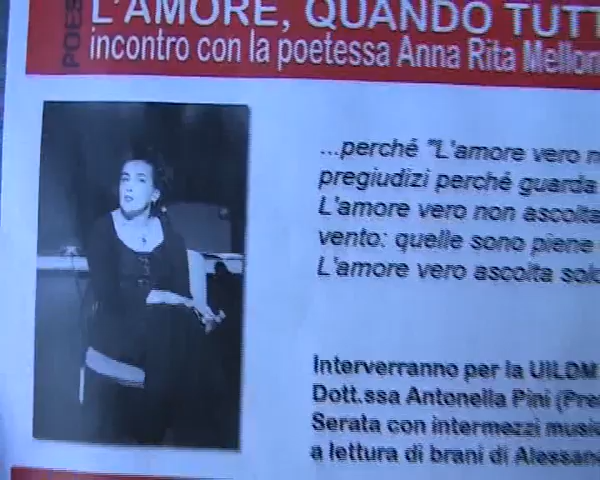 POES
L'AMORE, QUANDO TUTT
incontro con la poetessa Anna Rita Mellon
...perché "L'amore vero n
pregiudizi perché guarda
L'amore vero non ascolta
vento: quelle sono piene
L'amore vero ascolta solo
Interverranno per la UILDM
Dott.ssa Antonella Pini (Pre
Serata con intermezzi music
a lettura di brani di Alessan